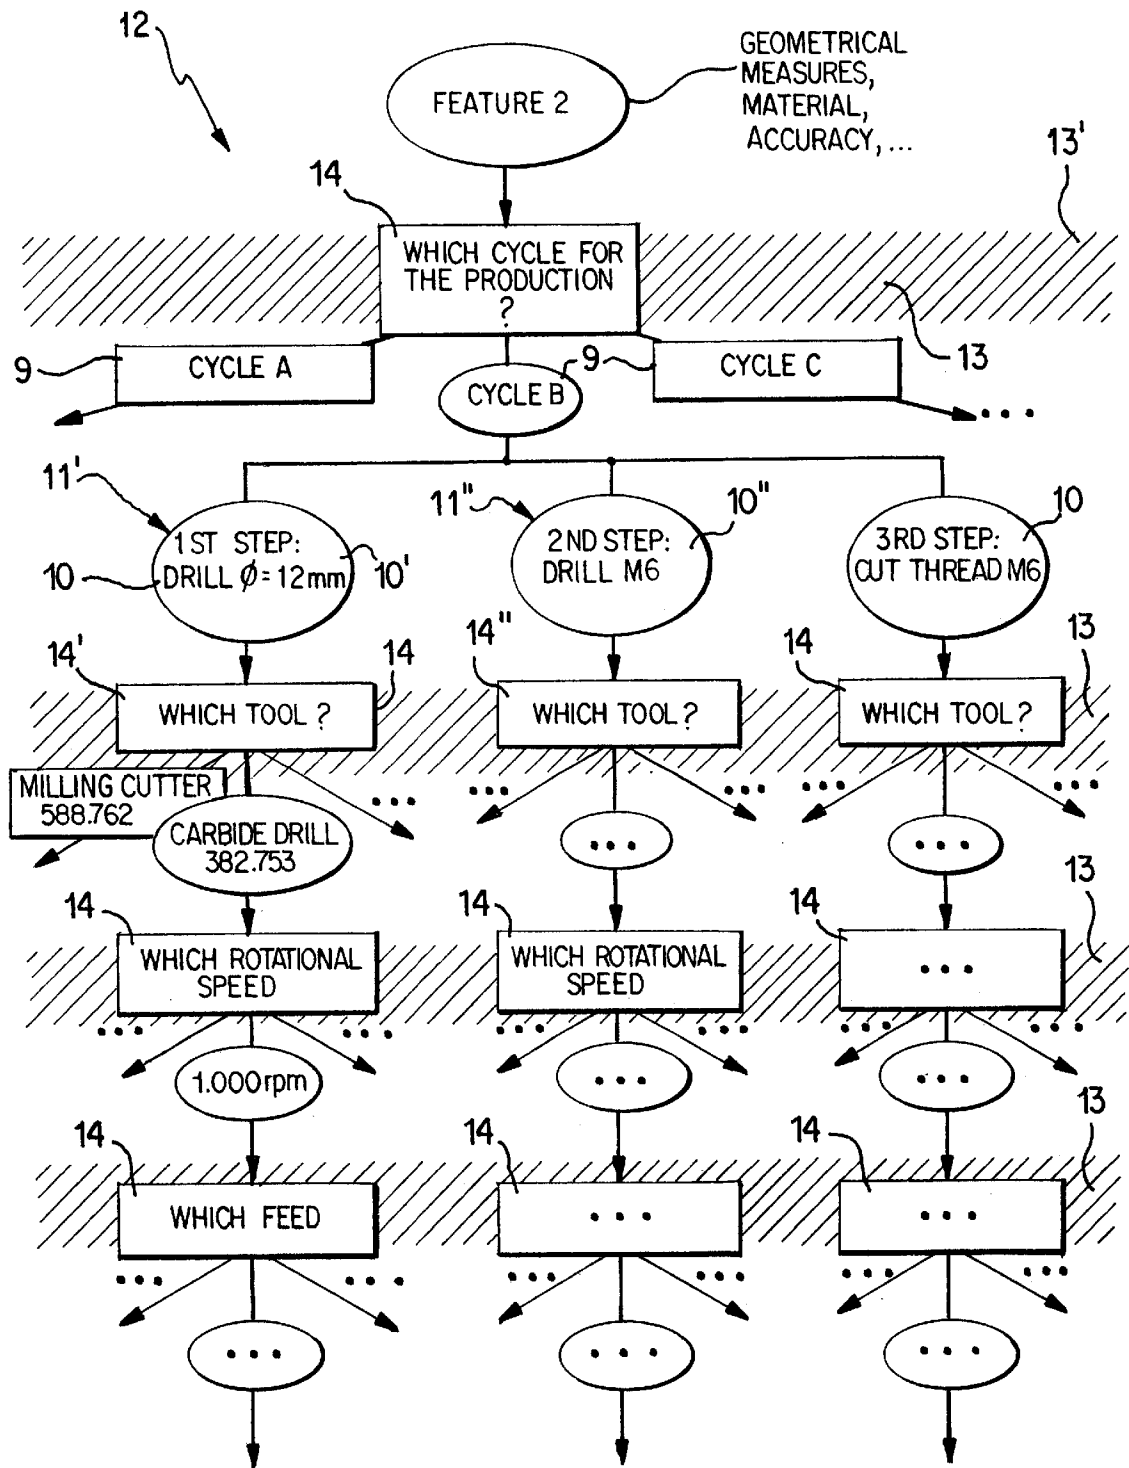 12
FEATURE 2
GEOMETRICAL
MEASURES,
MATERIAL,
ACCURACY, ...
13'
14
WHICH CYCLE FOR
THE PRODUCTION
?
13
9
CYCLE A
CYCLE B
9
CYCLE C
...
11'
1ST STEP:
DRILL Ø = 12mm
10
10'
11"
2ND STEP:
DRILL M6
10"
3RD STEP:
CUT THREAD M6
10
14'
WHICH TOOL ?
14
14"
WHICH TOOL ?
14
WHICH TOOL ?
13
MILLING CUTTER
588.762
CARBIDE DRILL
382.753
...
...
...
...
...
...
...
14
WHICH ROTATIONAL
SPEED
14
WHICH ROTATIONAL
SPEED
14
...
13
...
...
...
...
...
...
1.000rpm
...
...
14
WHICH FEED
14
...
14
...
13
...
...
...
...
...
...
...
...
...